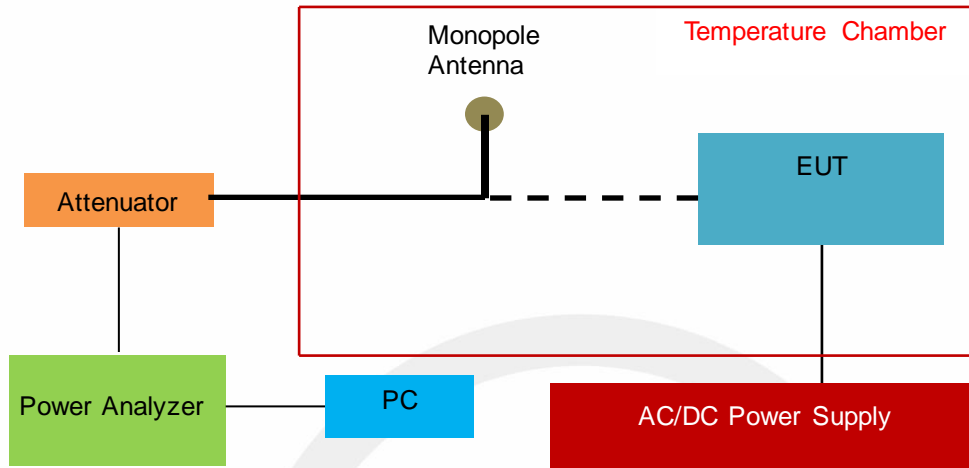 Temperature Chamber
Monopole
Antenna
EUT
Attenuator
Power Analyzer
PC
AC/DC Power Supply